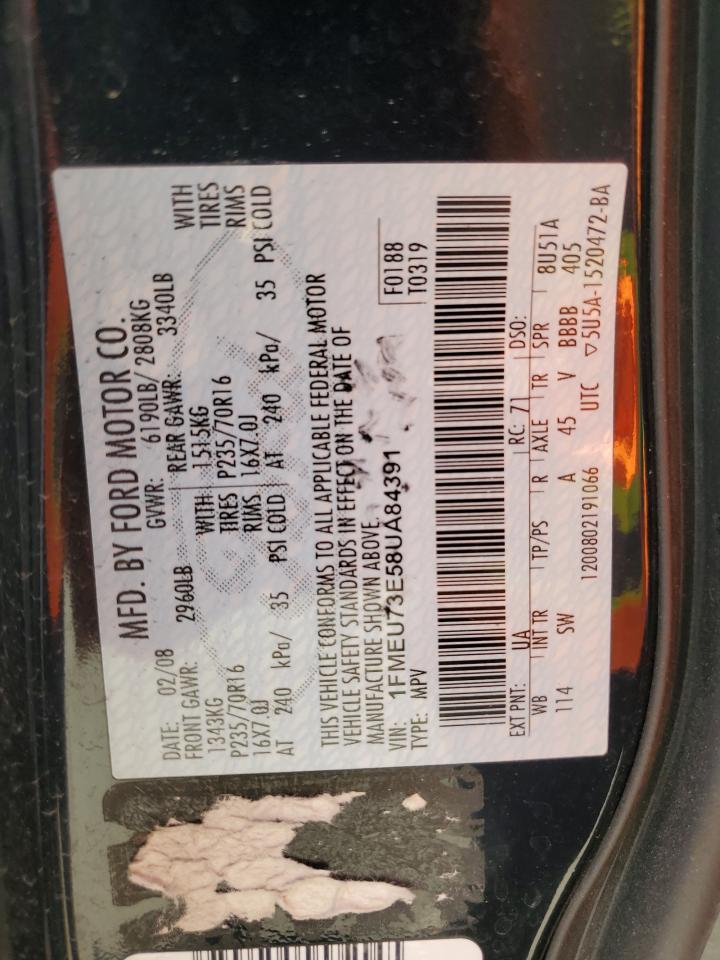 MFD. BY FORD MOTOR CO.
DATE: 02/08 GVWR: 6190LB/ 2808KG
FRONT GAWR: 2960LB REAR GAWR: 3340LB
1343KG WITH 1515KG WITH
P235/70R16 TIRES P235/70R16 TIRES
16X7.0J RIMS 16X7.0J RIMS
AT 240 kPa/ 35 PSI COLD AT 240 kPa/ 35 PSI COLD
THIS VEHICLE CONFORMS TO ALL APPLICABLE FEDERAL MOTOR
VEHICLE SAFETY STANDARDS IN EFFECT ON THE DATE OF
MANUFACTURE SHOWN ABOVE.
VIN: 1FMEU73E58UA84391 F0188
TYPE: MPV T0319
EXT PNT: UA RC: 71 DSO:
WB INT TR TP/PS R AXLE TR SPR 8U51A
114 SW A 45 V BBBB 405
1200802191066 UTC ▽5U5A-1520472-BA